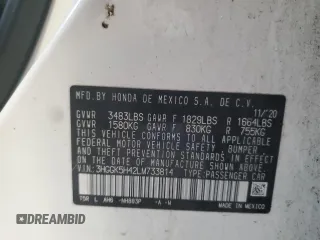 MFD.BY HONDA DE MEXICO S.A. DE C.V. 11/20
GVWR 3483LBS GAWR F 1829LBS R 1664LBS
GVWR 1580KG GAWR F 830KG R 755KG
THIS VEHICLE CONFORMS TO ALL APPLICABLE
FEDERAL MOTOR VEHICLE SAFETY, BUMPER, AND
THEFT PREVENTION STANDARDS IN EFFECT ON THE
DATE OF MANUFACTURE SHOWN ABOVE.
V.I.N.:3HGGK5H42LM733814
TYPE:PASSENGER CAR
MADE IN MEXICO
© AutoBidMaster